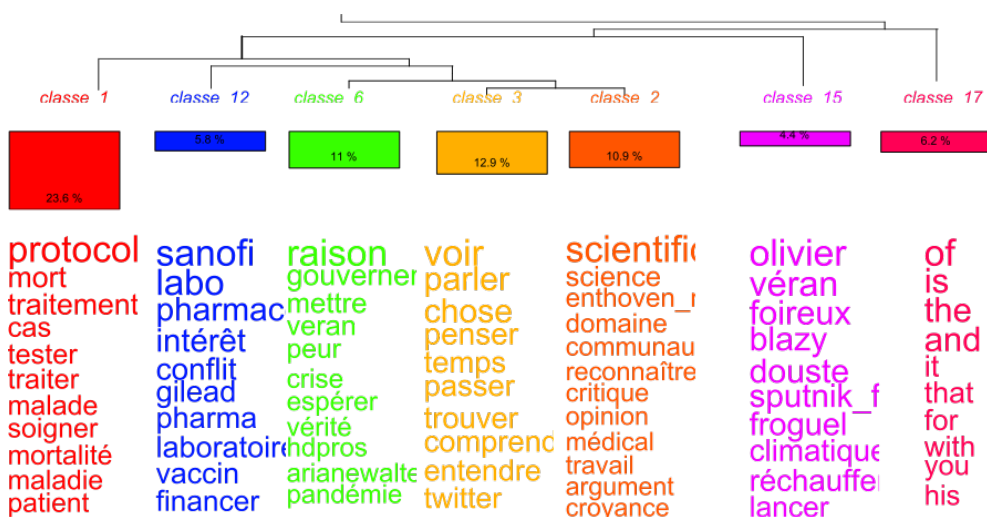 classe 1
classe 12
classe 6
classe 3
classe 2
classe 15
classe 17
23.6 %
5.8 %
11 %
12.9 %
10.9 %
4.4 %
6.2 %
protocol
mort
traitement
cas
tester
traiter
malade
soigner
mortalité
maladie
patient
sanofi
labo
pharmac
intérêt
conflit
gilead
pharma
laboratoire
vaccin
financer
raison
gouverner
mettre
veran
peur
crise
espérer
vérité
hdpros
arianewalte
pandémie
voir
parler
chose
penser
temps
passer
trouver
comprend
entendre
twitter
scientific
science
enthoven_r
domaine
communau
reconnaître
critique
opinion
médical
travail
argument
croyance
olivier
véran
foireux
blazy
douste
sputnik_f
froguel
climatique
réchauffe
lancer
of
is
the
and
it
that
for
with
you
his